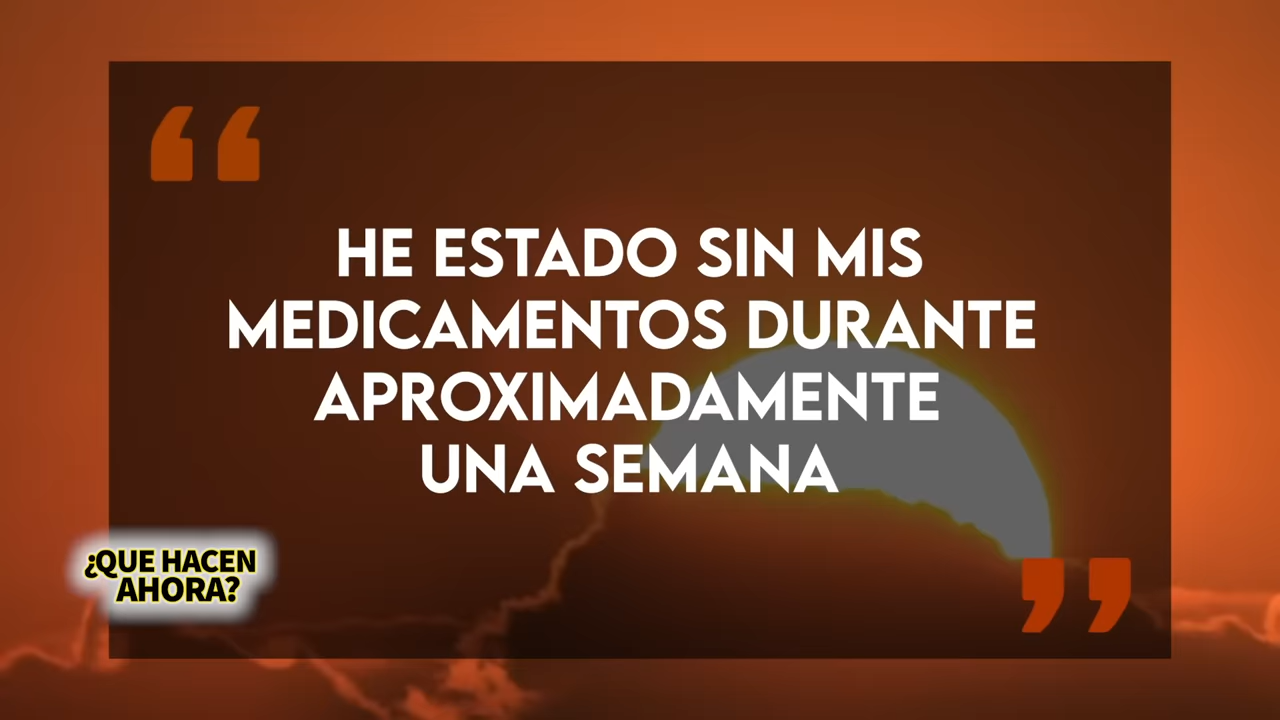 “
HE ESTADO SIN MIS
MEDICAMENTOS DURANTE
APROXIMADAMENTE
UNA SEMANA
”
¿QUE HACEN
AHORA?